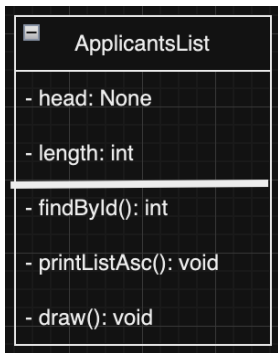 ApplicantsList
- head: None
- length: int
- findById(): int
- printListAsc(): void
- draw(): void